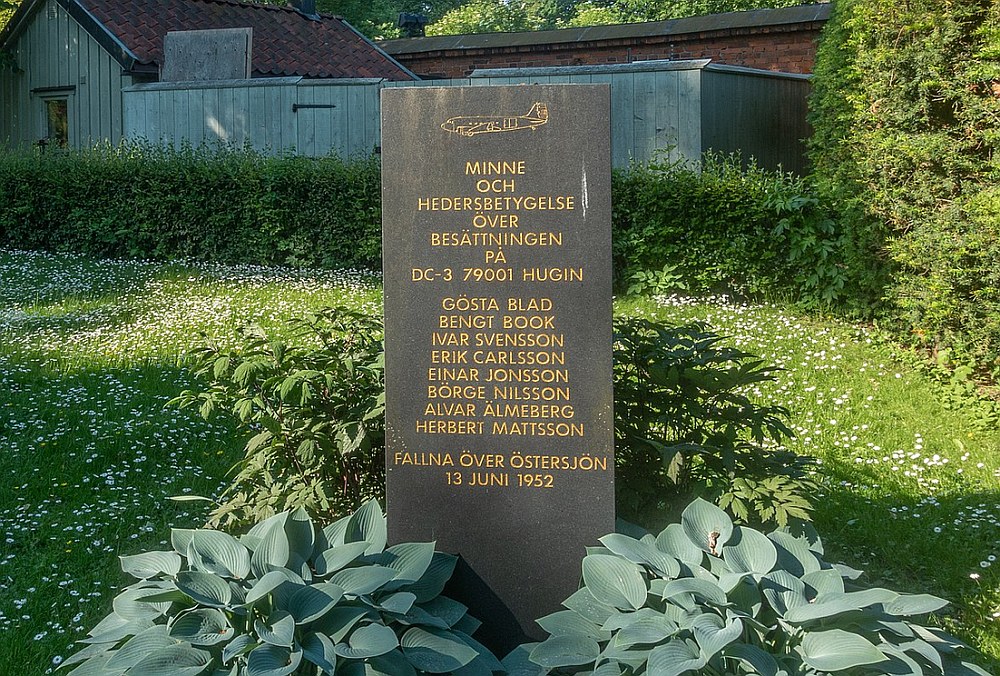 MINNE
OCH
HEDERSBETYGELSE
ÖVER
BESÄTTNINGEN
PÅ
DC-3 79001 HUGIN
GÖSTA BLAD
BENGT BOOK
IVAR SVENSSON
ERIK CARLSSON
EINAR JONSSON
BÖRGE NILSSON
ALVAR ÄLMEBERG
HERBERT MATTSSON
FALLNA ÖVER ÖSTERSJÖN
13 JUNI 1952